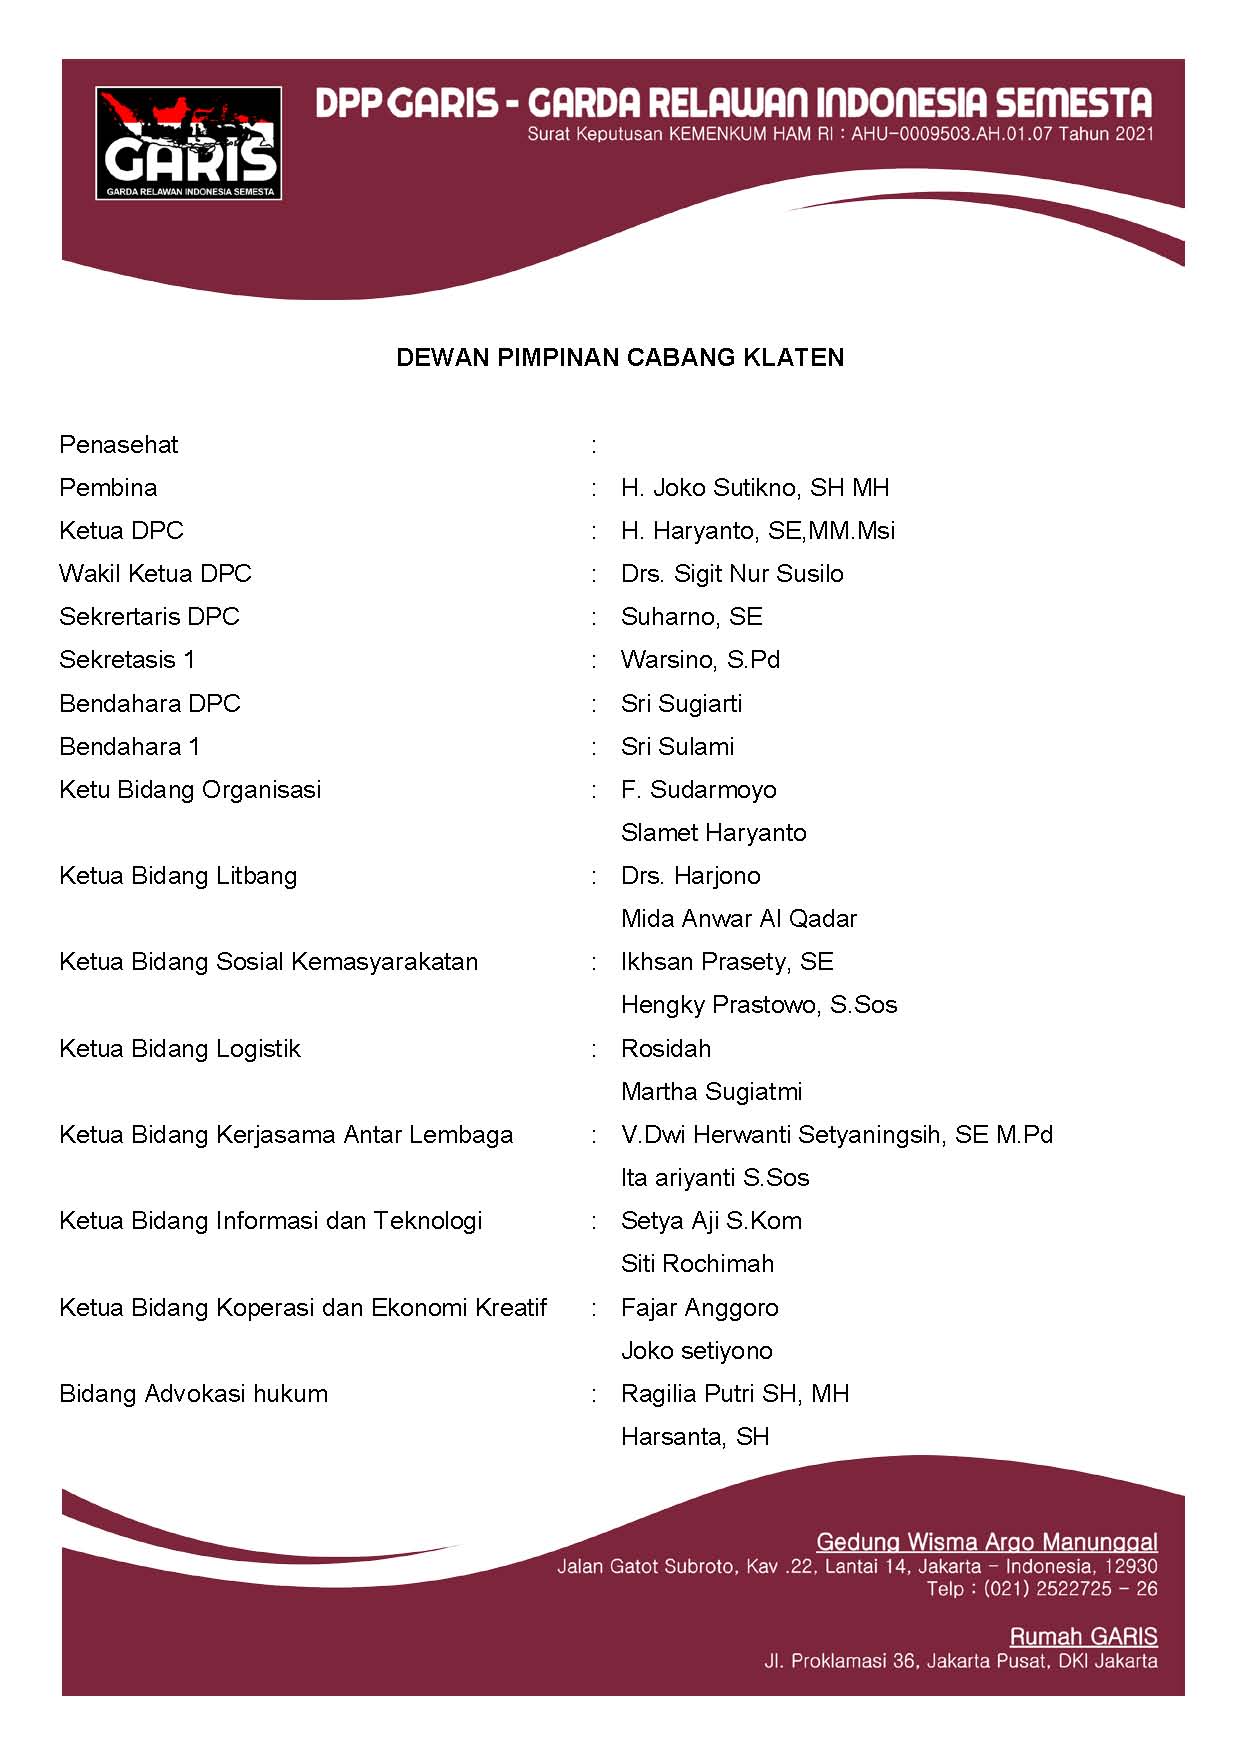 DPP GARIS - GARDA RELAWAN INDONESIA SEMESTA
Surat Keputusan KEMENKUM HAM RI : AHU-0009503.AH.01.07 Tahun 2021
GARIS
GARDA RELAWAN INDONESIA SEMESTA
DEWAN PIMPINAN CABANG KLATEN
Penasehat :
Pembina : H. Joko Sutikno, SH MH
Ketua DPC : H. Haryanto, SE,MM.Msi
Wakil Ketua DPC : Drs. Sigit Nur Susilo
Sekrertaris DPC : Suharno, SE
Sekretasis 1 : Warsino, S.Pd
Bendahara DPC : Sri Sugiarti
Bendahara 1 : Sri Sulami
Ketu Bidang Organisasi : F. Sudarmoyo
Slamet Haryanto
Ketua Bidang Litbang : Drs. Harjono
Mida Anwar Al Qadar
Ketua Bidang Sosial Kemasyarakatan : Ikhsan Prasety, SE
Hengky Prastowo, S.Sos
Ketua Bidang Logistik : Rosidah
Martha Sugiatmi
Ketua Bidang Kerjasama Antar Lembaga : V.Dwi Herwanti Setyaningsih, SE M.Pd
Ita ariyanti S.Sos
Ketua Bidang Informasi dan Teknologi : Setya Aji S.Kom
Siti Rochimah
Ketua Bidang Koperasi dan Ekonomi Kreatif : Fajar Anggoro
Joko setiyono
Bidang Advokasi hukum : Ragilia Putri SH, MH
Harsanta, SH
Gedung Wisma Argo Manunggal
Jalan Gatot Subroto, Kav .22, Lantai 14, Jakarta - Indonesia, 12930
Telp : (021) 2522725 - 26
Rumah GARIS
Jl. Proklamasi 36, Jakarta Pusat, DKI Jakarta